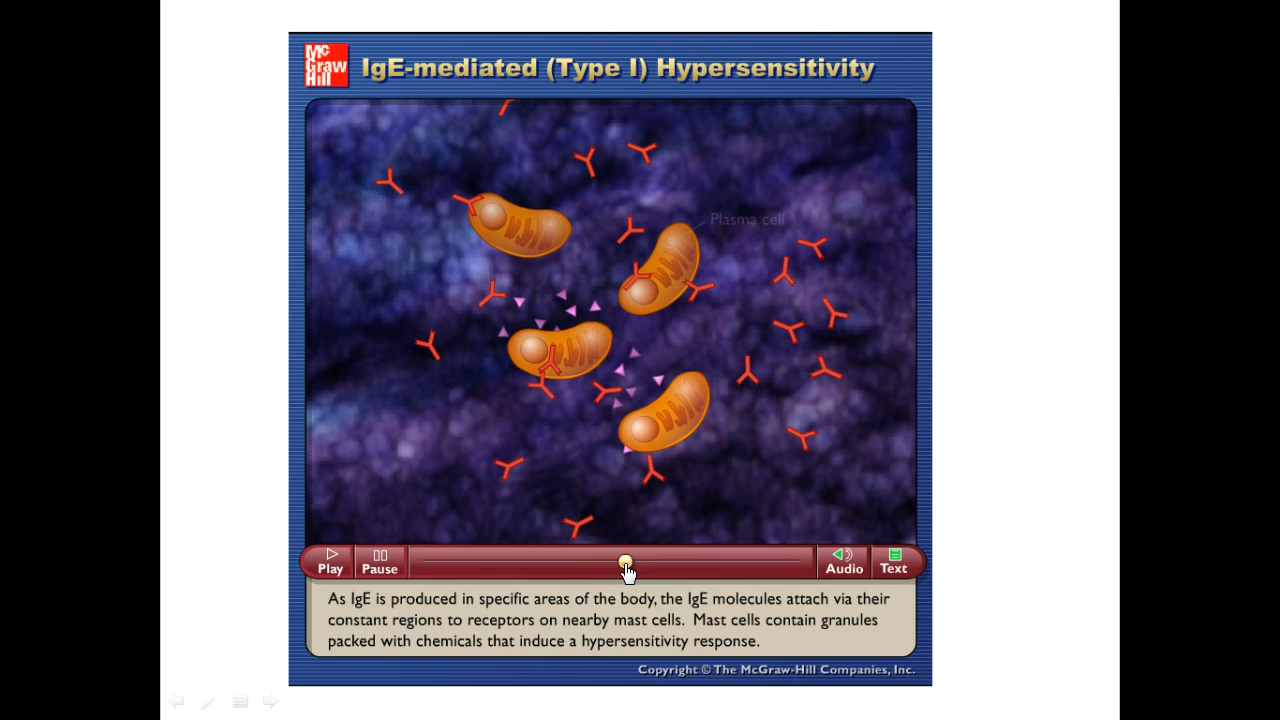 Mc
Graw
Hill
IgE-mediated (Type I) Hypersensitivity
Plasma cell
Play
Pause
Audio
Text
As IgE is produced in specific areas of the body, the IgE molecules attach via their
constant regions to receptors on nearby mast cells. Mast cells contain granules
packed with chemicals that induce a hypersensitivity response.
Copyright © The McGraw-Hill Companies, Inc.